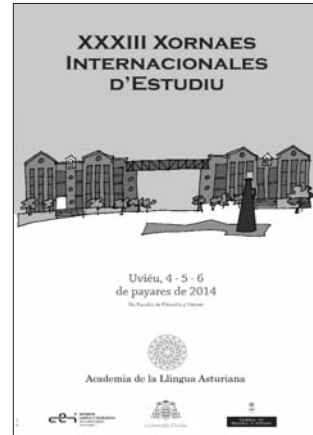 XXXIII XORNAES
INTERNACIONALES
D'ESTUDIU
Uviéu, 4 - 5 - 6
de payares de 2014
Academia de la Llingua Asturiana